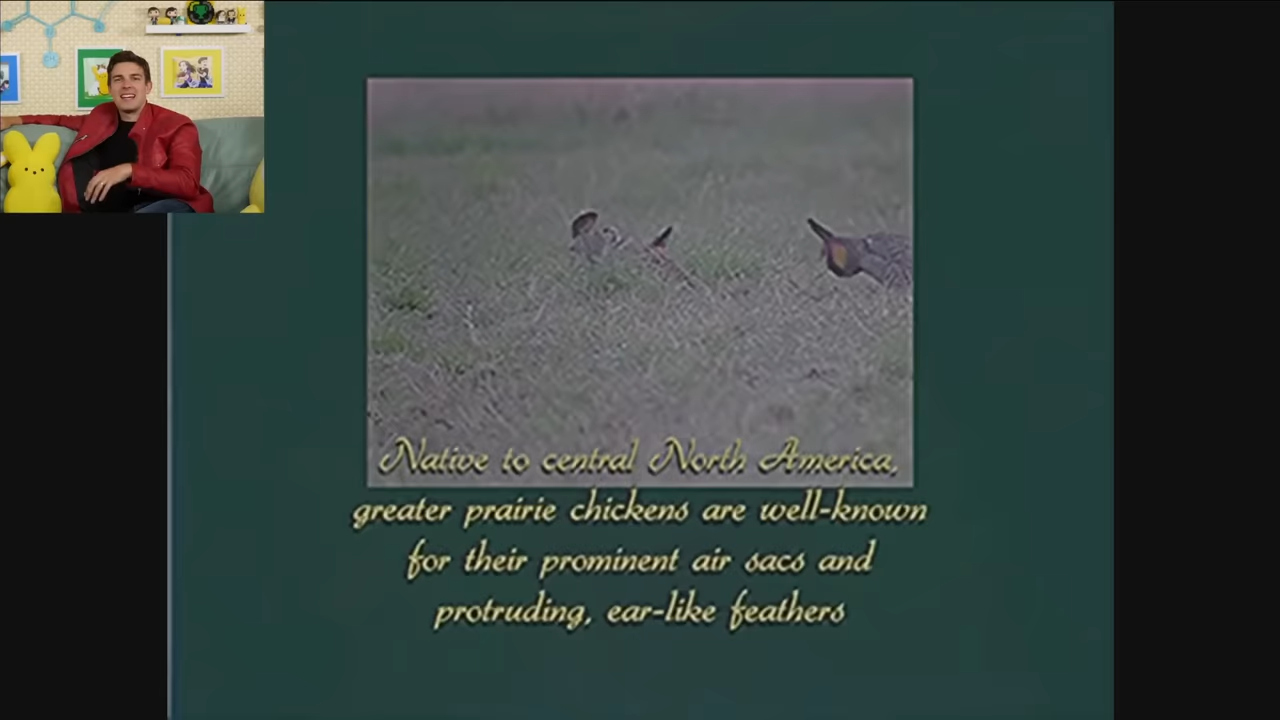 Native to central North America,
greater prairie chickens are well-known
for their prominent air sacs and
protruding, ear-like feathers